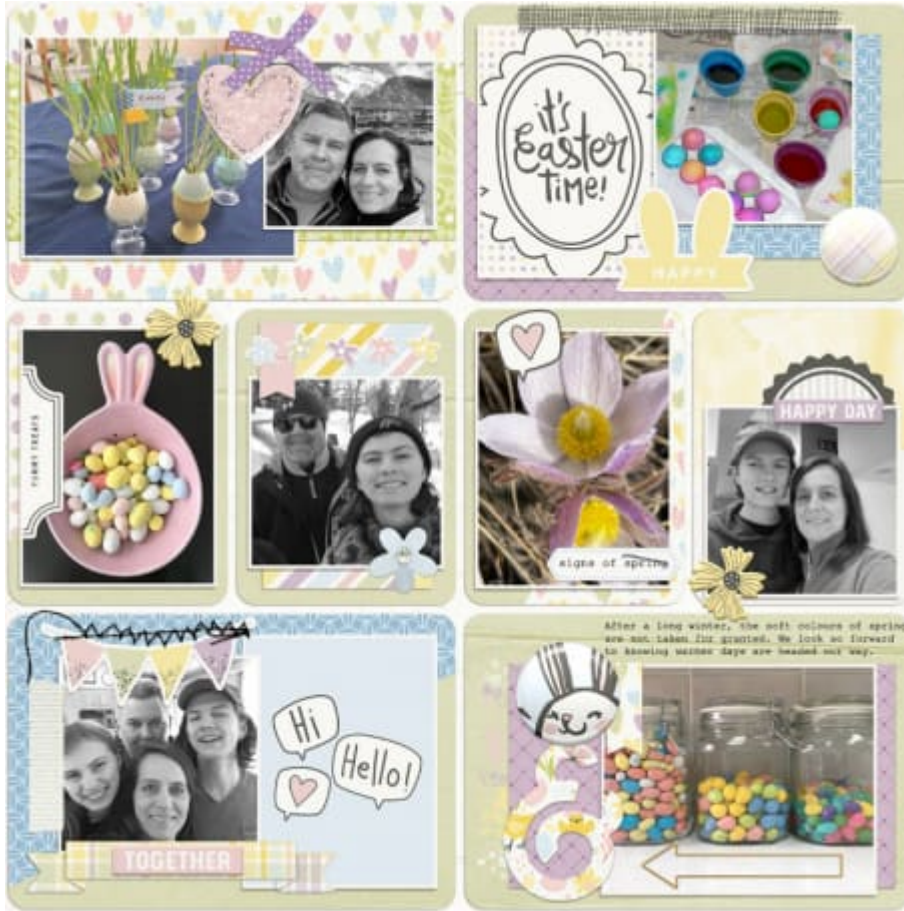 it's
Easter
TIME!
HAPPY
YUMMY TREATS
HAPPY DAY
signs of spring
After a long winter, the soft colours of spring
are not taken for granted. We look so forward
to knowing warmer days are headed our way.
Hi
Hello!
TOGETHER